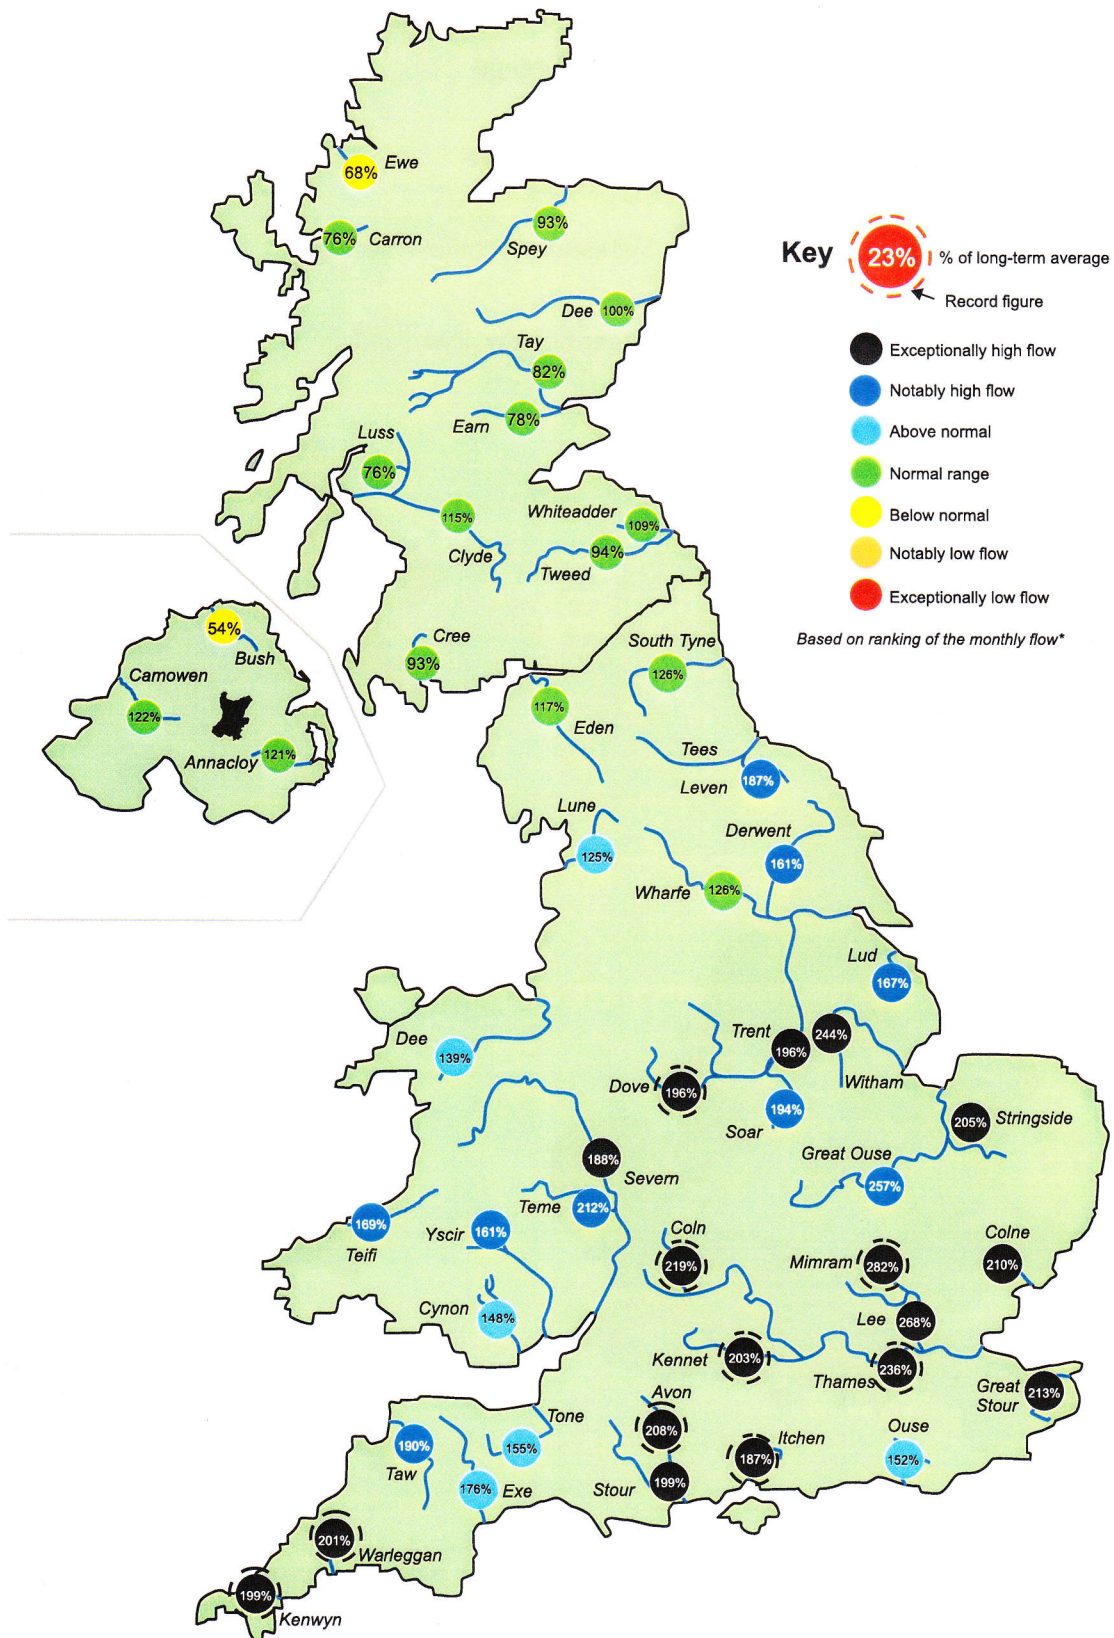 Ewe
68%
76%
Carron
93%
Spey
Key
23%
% of long-term average
Record figure
Exceptionally high flow
Notably high flow
Above normal
Normal range
Below normal
Notably low flow
Exceptionally low flow
Based on ranking of the monthly flow*
Dee
100%
Tay
82%
Earn
78%
Luss
76%
115%
Clyde
Whiteadder
109%
94%
Tweed
Cree
93%
54%
Bush
Camowen
122%
Annacloy
121%
South Tyne
126%
117%
Eden
Tees
Leven
187%
Lune
125%
Derwent
161%
Wharfe
126%
Lud
167%
Dee
139%
Trent
196%
244%
Witham
Dove
196%
194%
Soar
205%
Stringside
Great Ouse
257%
188%
Severn
Teme
212%
169%
Teifi
Yscir
161%
Cynon
148%
Coln
219%
Mimram
282%
Colne
210%
Lee
268%
Kennet
203%
Thames
236%
Great
Stour
213%
Avon
208%
Itchen
187%
Ouse
152%
Stour
199%
Tone
155%
190%
Taw
176%
Exe
201%
Warleggan
199%
Kenwyn